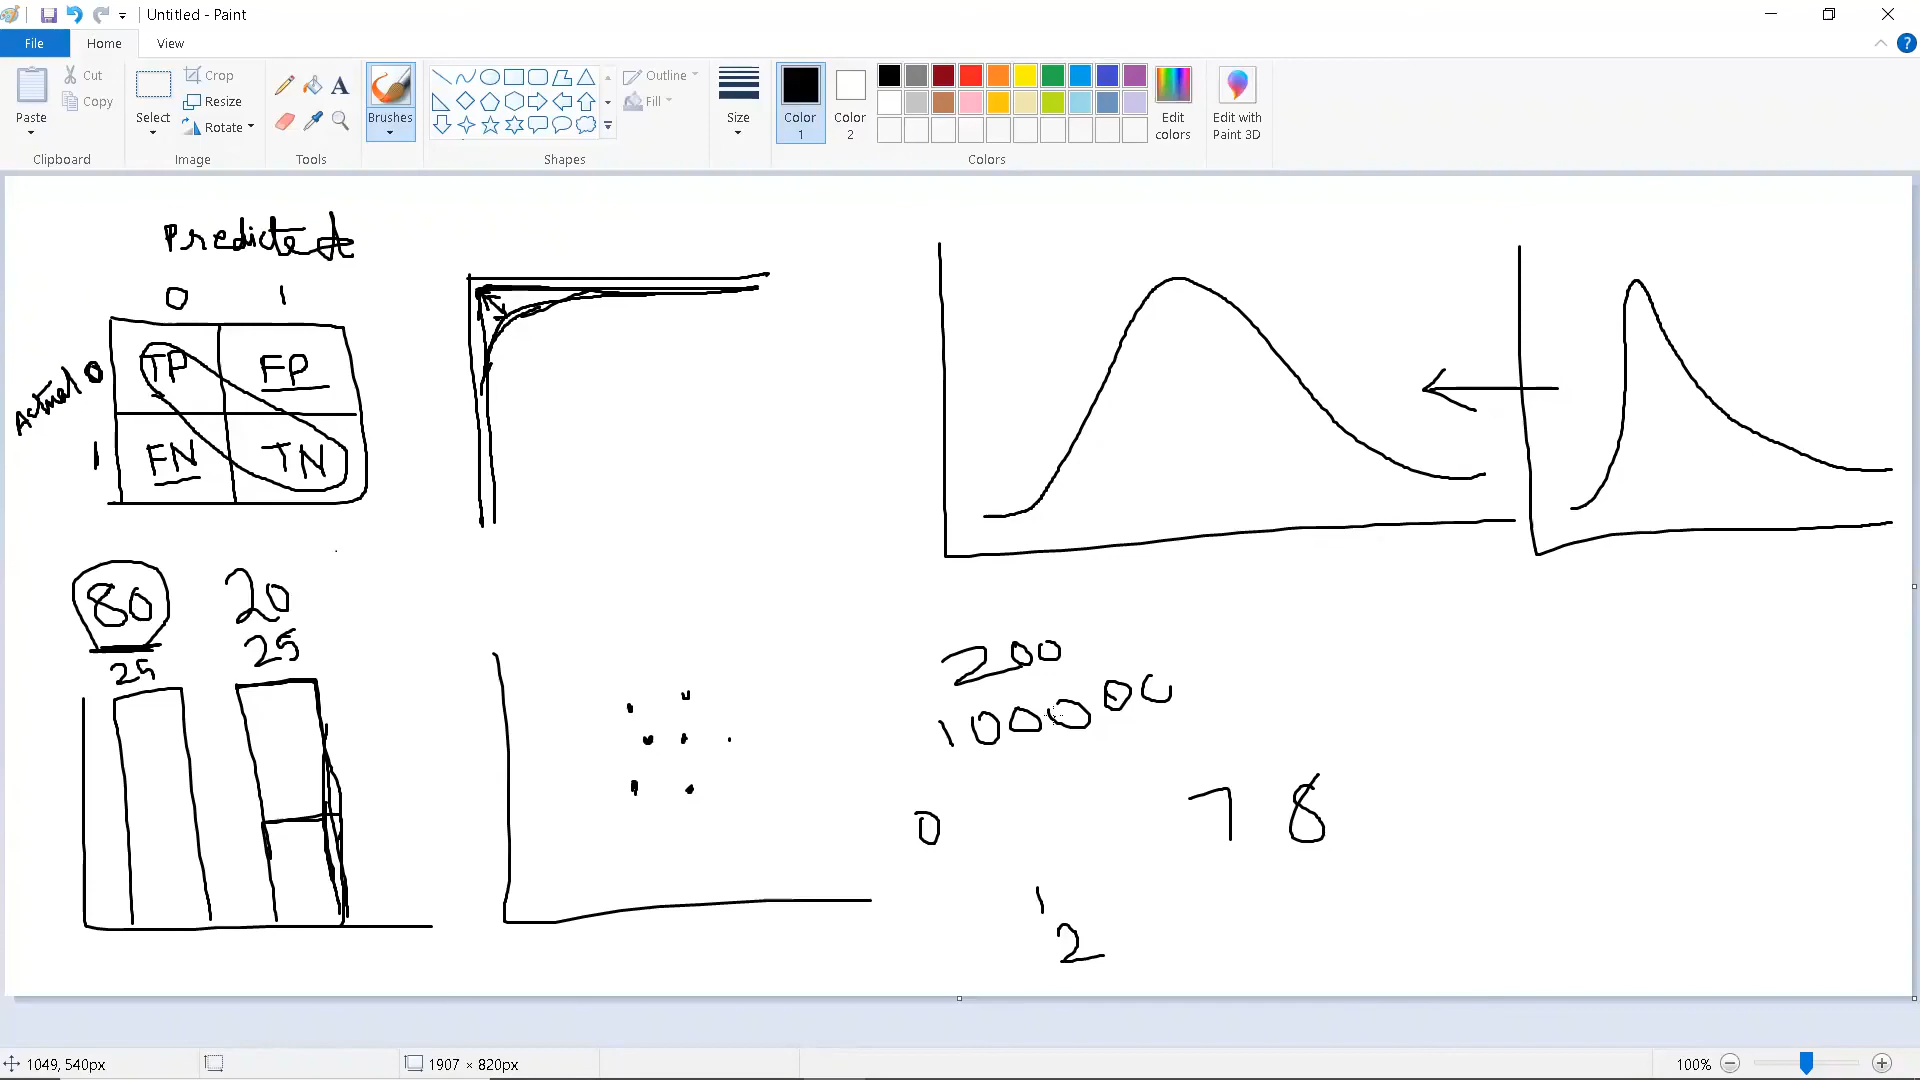 Untitled - Paint
File
Home
View
Paste
Cut
Copy
Clipboard
Select
Crop
Resize
Rotate
Image
A
Tools
Brushes
Shapes
Outline
Fill
Size
Color 1
Color 2
Colors
Edit colors
Edit with Paint 3D
Predicted
0 1
Actual
0 TP FP
1 FN TN
80 20
25 25
200
1000 00
0 7 8
1
2
1049, 540px
1907 × 820px
100%